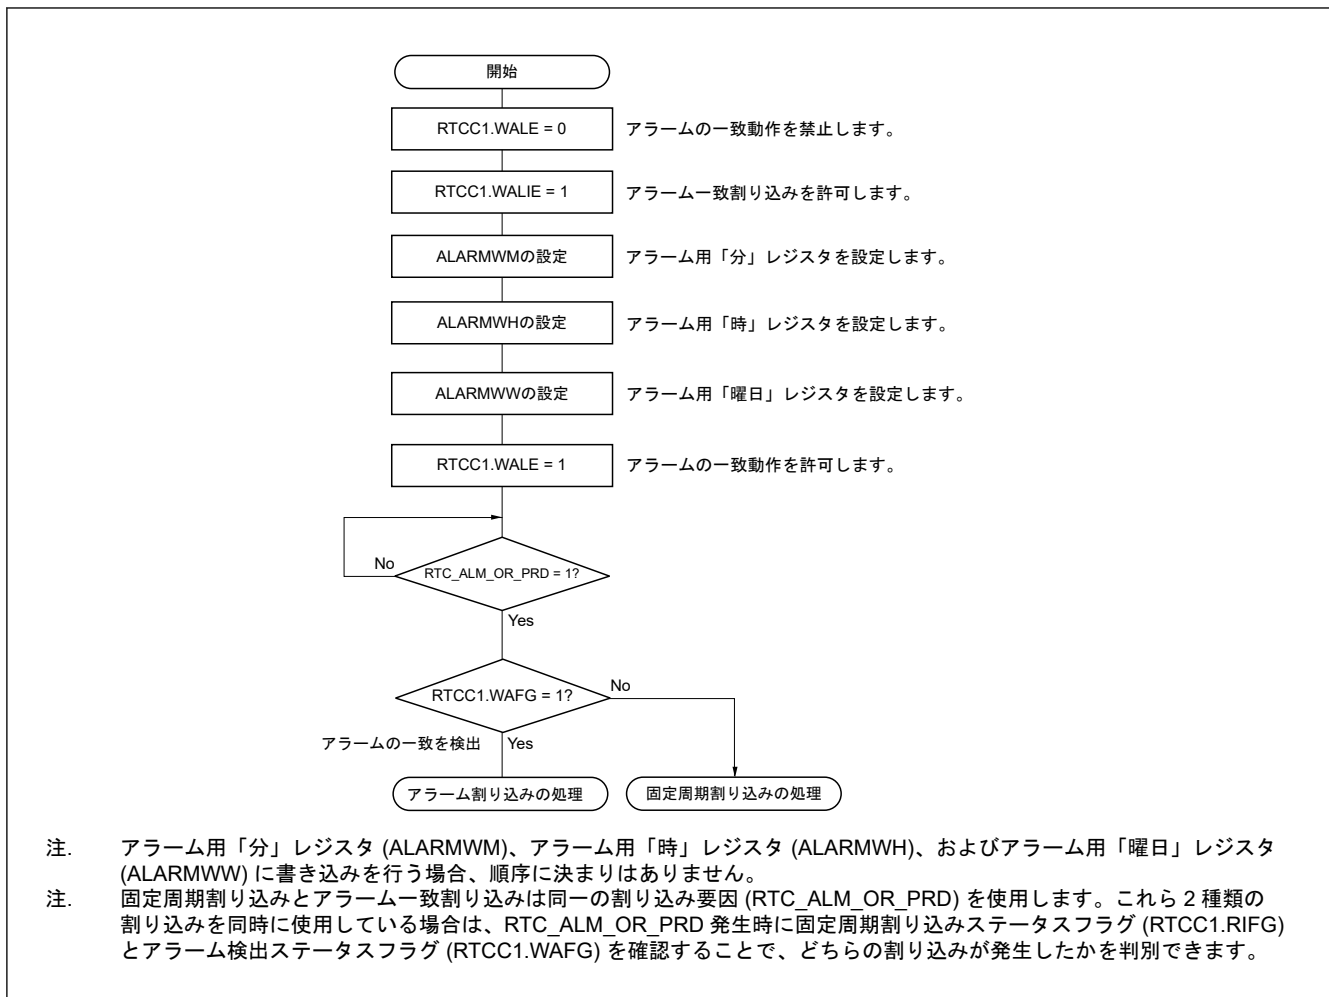 開始
RTCC1.WALE = 0 アラームの一致動作を禁止します。
RTCC1.WALIE = 1 アラーム一致割り込みを許可します。
ALARMWMの設定 アラーム用「分」レジスタを設定します。
ALARMWHの設定 アラーム用「時」レジスタを設定します。
ALARMWWの設定 アラーム用「曜日」レジスタを設定します。
RTCC1.WALE = 1 アラームの一致動作を許可します。
No
RTC_ALM_OR_PRD = 1?
Yes
RTCC1.WAFG = 1?
No
アラームの一致を検出 Yes
アラーム割り込みの処理 固定周期割り込みの処理
注. アラーム用「分」レジスタ (ALARMWM)、アラーム用「時」レジスタ (ALARMWH)、およびアラーム用「曜日」レジスタ
(ALARMWW) に書き込みを行う場合、順序に決まりはありません。
注. 固定周期割り込みとアラーム一致割り込みは同一の割り込み要因 (RTC_ALM_OR_PRD) を使用します。これら 2 種類の
割り込みを同時に使用している場合は、RTC_ALM_OR_PRD 発生時に固定周期割り込みステータスフラグ (RTCC1.RIFG)
とアラーム検出ステータスフラグ (RTCC1.WAFG) を確認することで、どちらの割り込みが発生したかを判別できます。